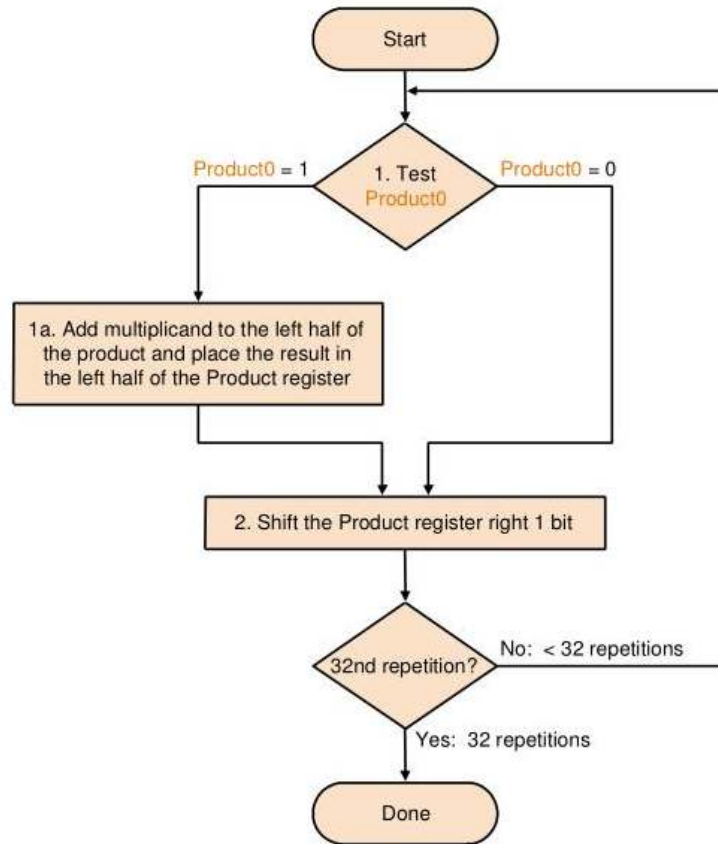 Start
Product0 = 1
1. Test
Product0
Product0 = 0
1a. Add multiplicand to the left half of
the product and place the result in
the left half of the Product register
2. Shift the Product register right 1 bit
32nd repetition?
No: < 32 repetitions
Yes: 32 repetitions
Done